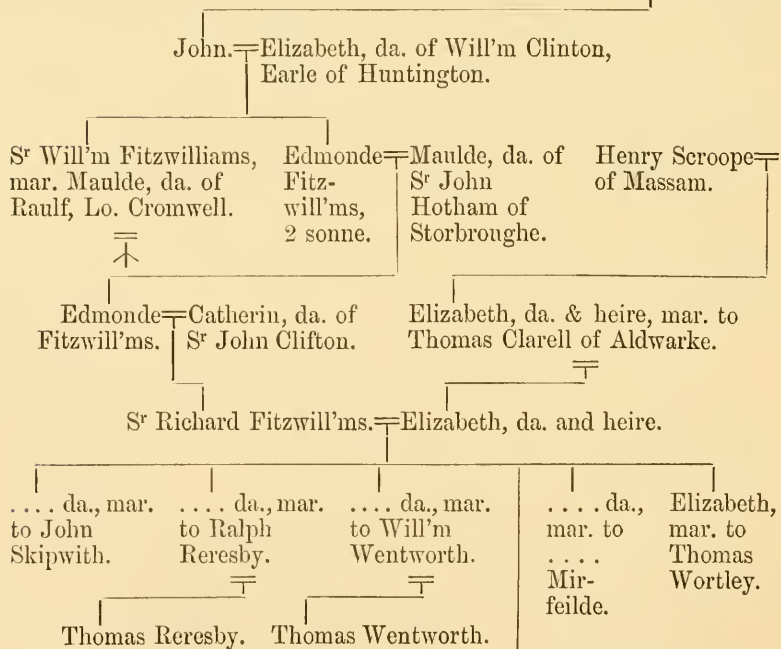 John.=Elizabeth, da. of Will'm Clinton,
Earle of Huntington.
Sʳ Will'm Fitzwilliams,
mar. Maulde, da. of
Raulf, Lo. Cromwell.
Edmonde=Maulde, da. of
Fitz-
will'ms,
2 sonne.
Sʳ John
Hotham of
Storbroughe.
Henry Scroope=
of Massam.
Edmonde=Catherin, da. of
Fitzwill'ms. Sʳ John Clifton.
Elizabeth, da. & heire, mar. to
Thomas Clarell of Aldwarke.
Sʳ Richard Fitzwill'ms.=Elizabeth, da. and heire.
.... da., mar.
to John
Skipwith.
.... da., mar.
to Ralph
Reresby.
.... da., mar.
to Will'm
Wentworth.
.... da.,
mar. to
....
Mir-
feilde.
Elizabeth,
mar. to
Thomas
Wortley.
Thomas Reresby. Thomas Wentworth.